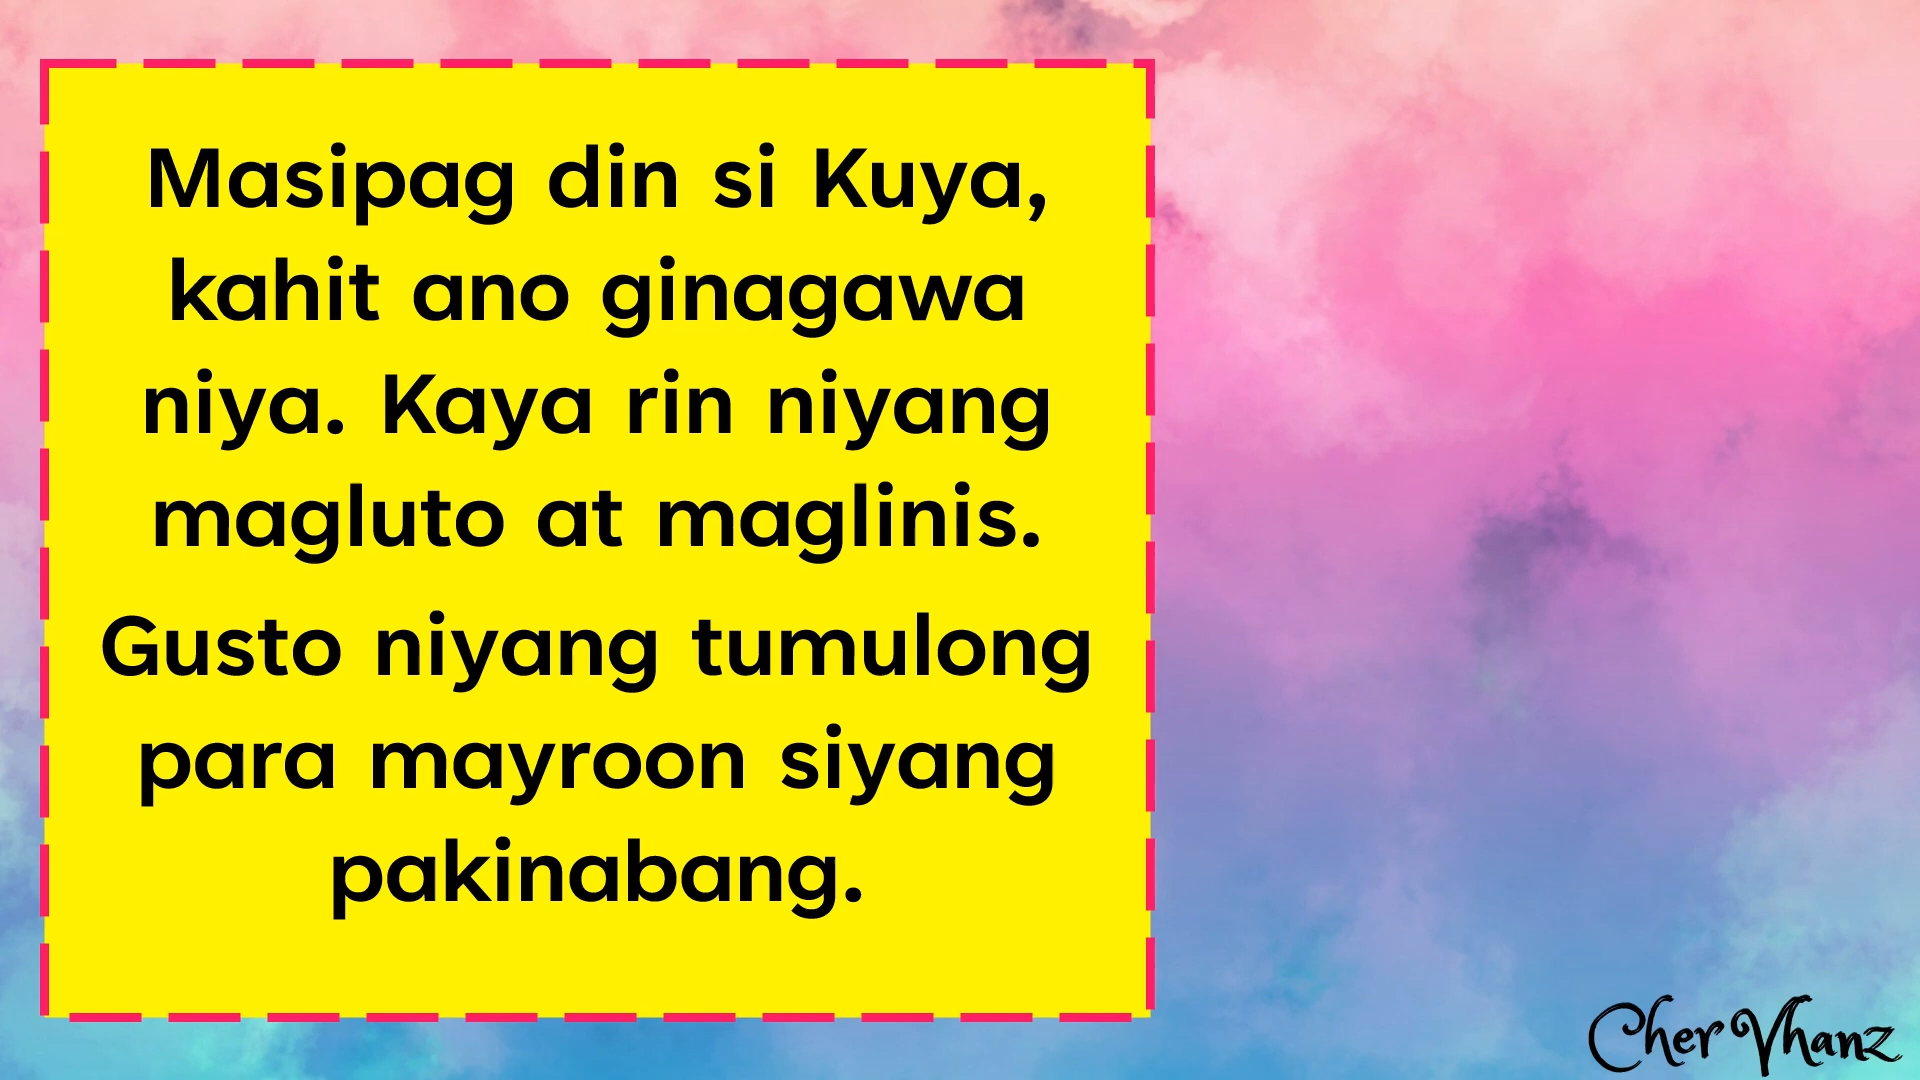 Masipag din si Kuya,
kahit ano ginagawa
niya. Kaya rin niyang
magluto at maglinis.
Gusto niyang tumulong
para mayroon siyang
pakinabang.
Cher Vhanz